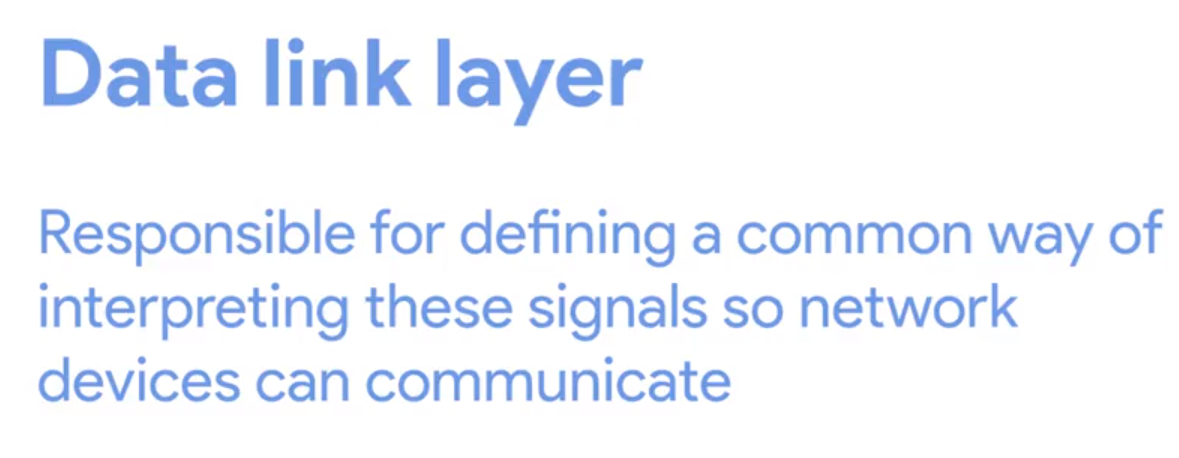 Data link layer
Responsible for defining a common way of
interpreting these signals so network
devices can communicate